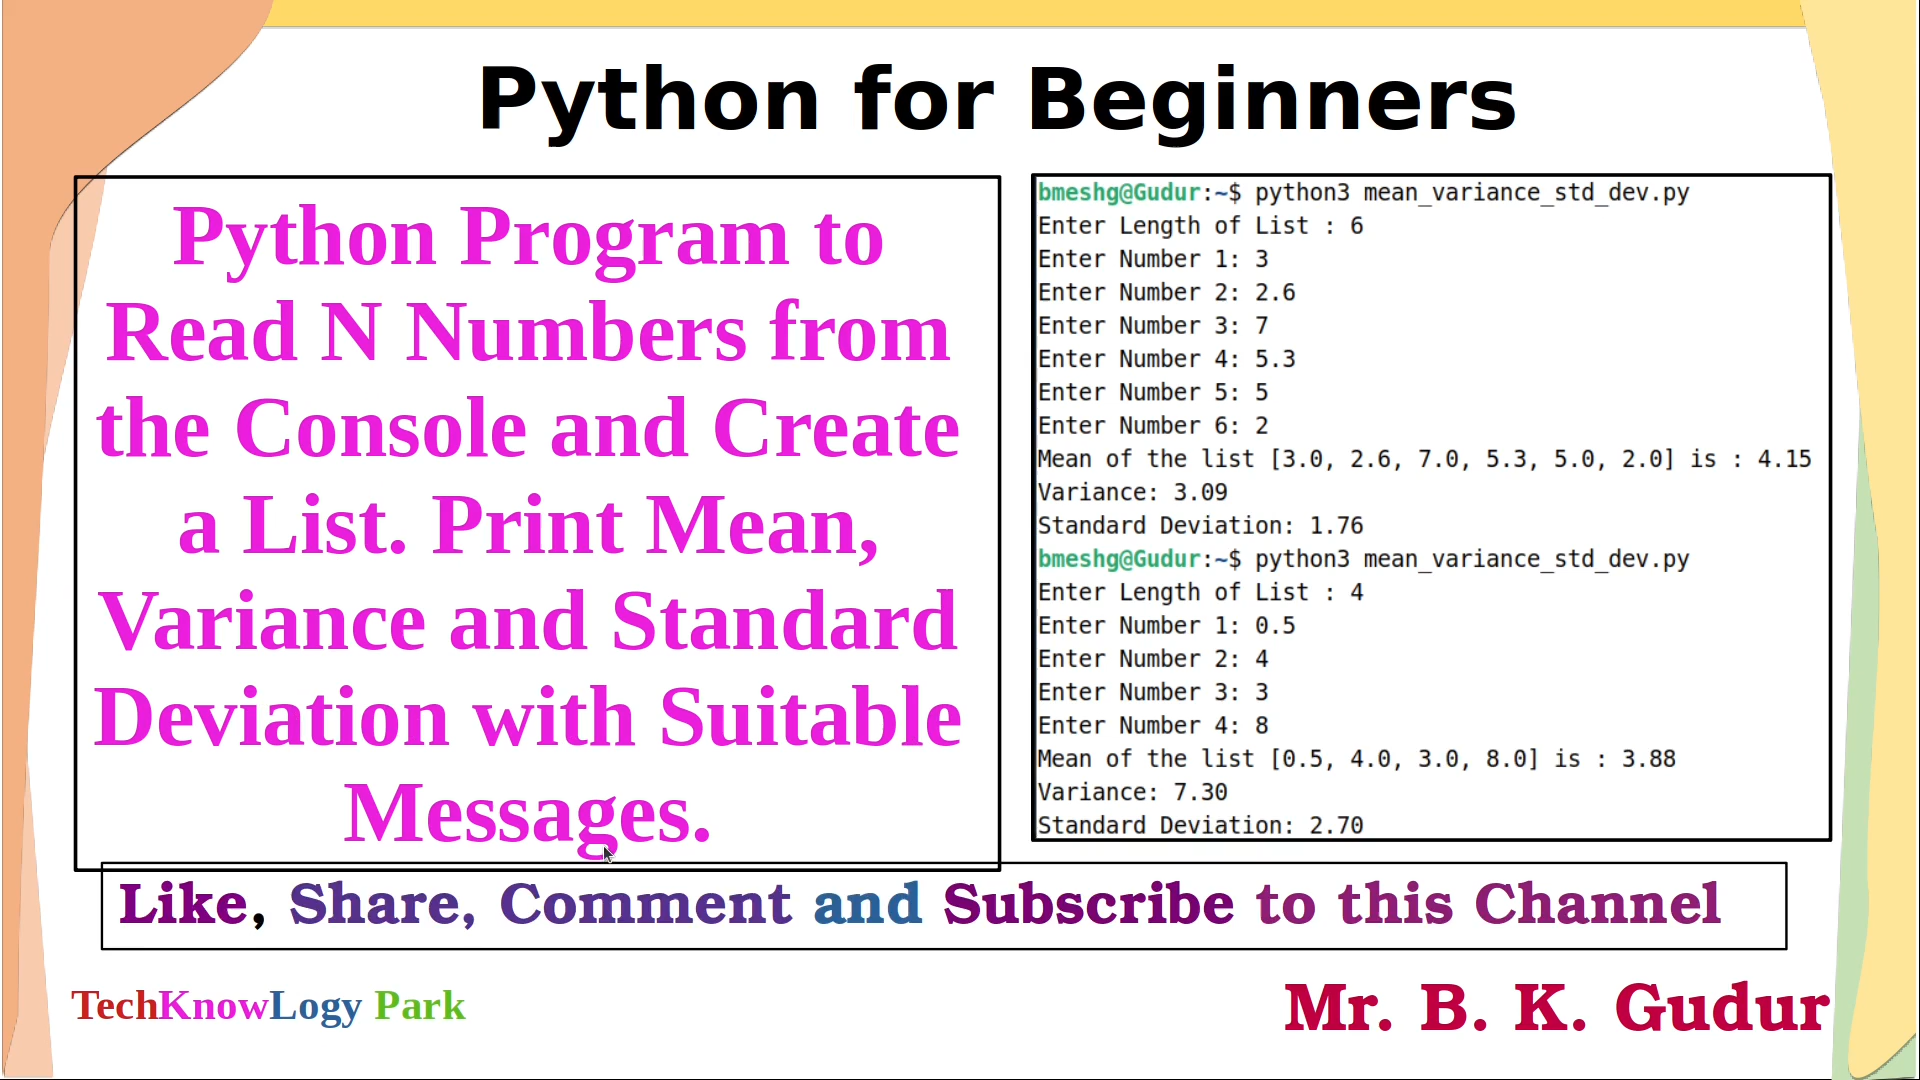 Python for Beginners
Python Program to
Read N Numbers from
the Console and Create
a List. Print Mean,
Variance and Standard
Deviation with Suitable
Messages.
bmeshg@Gudur:~$ python3 mean_variance_std_dev.py
Enter Length of List : 6
Enter Number 1: 3
Enter Number 2: 2.6
Enter Number 3: 7
Enter Number 4: 5.3
Enter Number 5: 5
Enter Number 6: 2
Mean of the list [3.0, 2.6, 7.0, 5.3, 5.0, 2.0] is : 4.15
Variance: 3.09
Standard Deviation: 1.76
bmeshg@Gudur:~$ python3 mean_variance_std_dev.py
Enter Length of List : 4
Enter Number 1: 0.5
Enter Number 2: 4
Enter Number 3: 3
Enter Number 4: 8
Mean of the list [0.5, 4.0, 3.0, 8.0] is : 3.88
Variance: 7.30
Standard Deviation: 2.70
Like, Share, Comment and Subscribe to this Channel
TechKnowLogy Park
Mr. B. K. Gudur